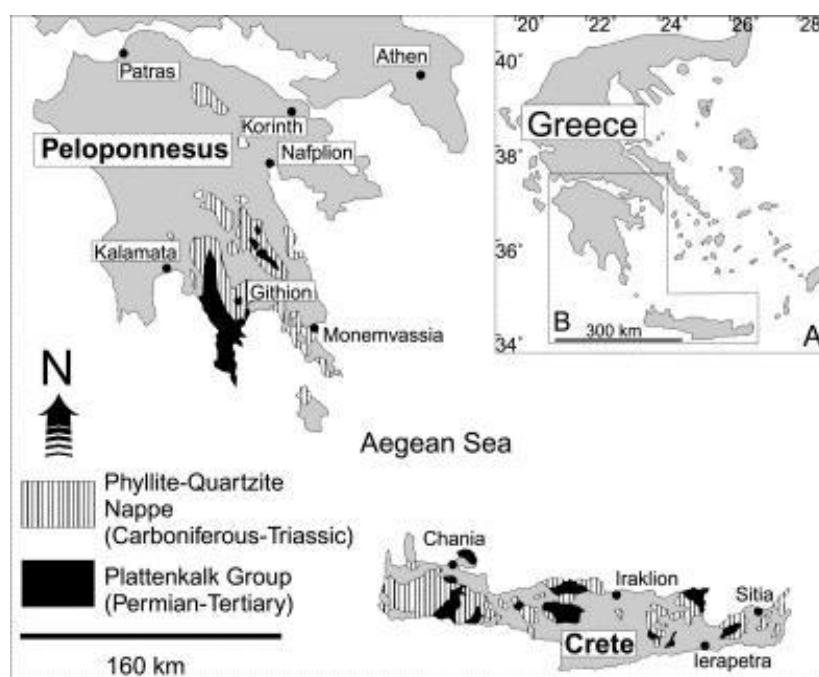 Athen
Patras
Korinth
Peloponnesus
Nafplion
Kalamata
Githion
Monemvassia
N
Aegean Sea
Phyllite-Quartzite
Nappe
(Carboniferous-Triassic)
Plattenkalk Group
(Permian-Tertiary)
160 km
20 22 24 26 28
40°
38°
36°
34°
Greece
B
300 km
A
Chania
Iraklion
Sitia
Crete
Ierapetra